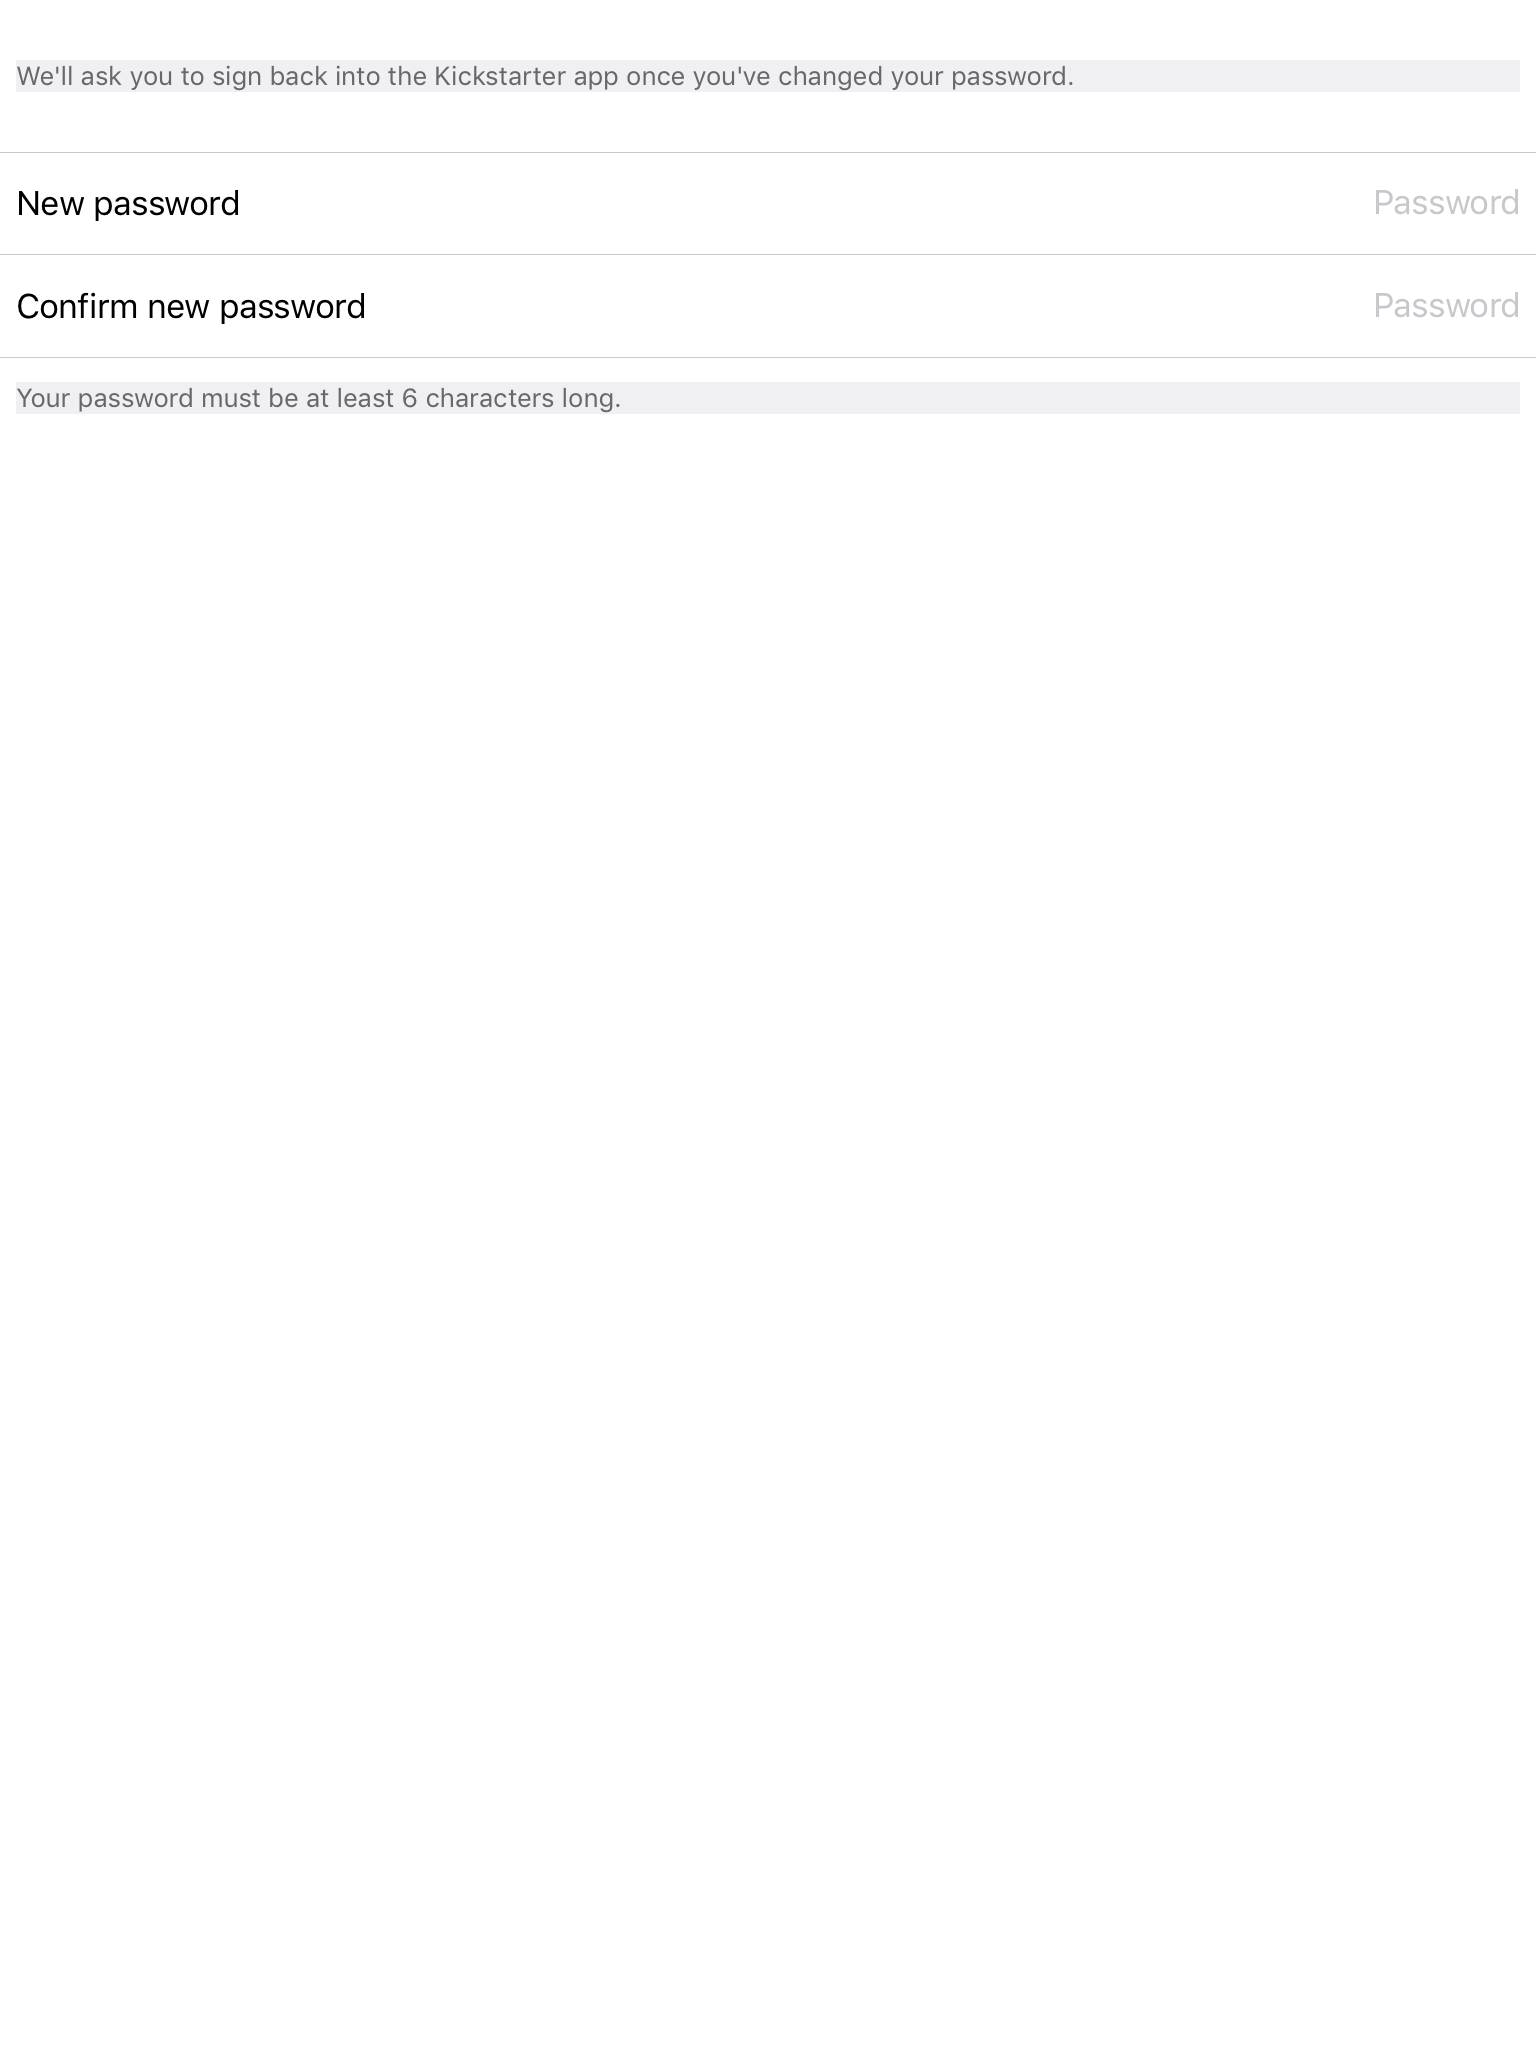 We'll ask you to sign back into the Kickstarter app once you've changed your password.
New password Password
Confirm new password Password
Your password must be at least 6 characters long.